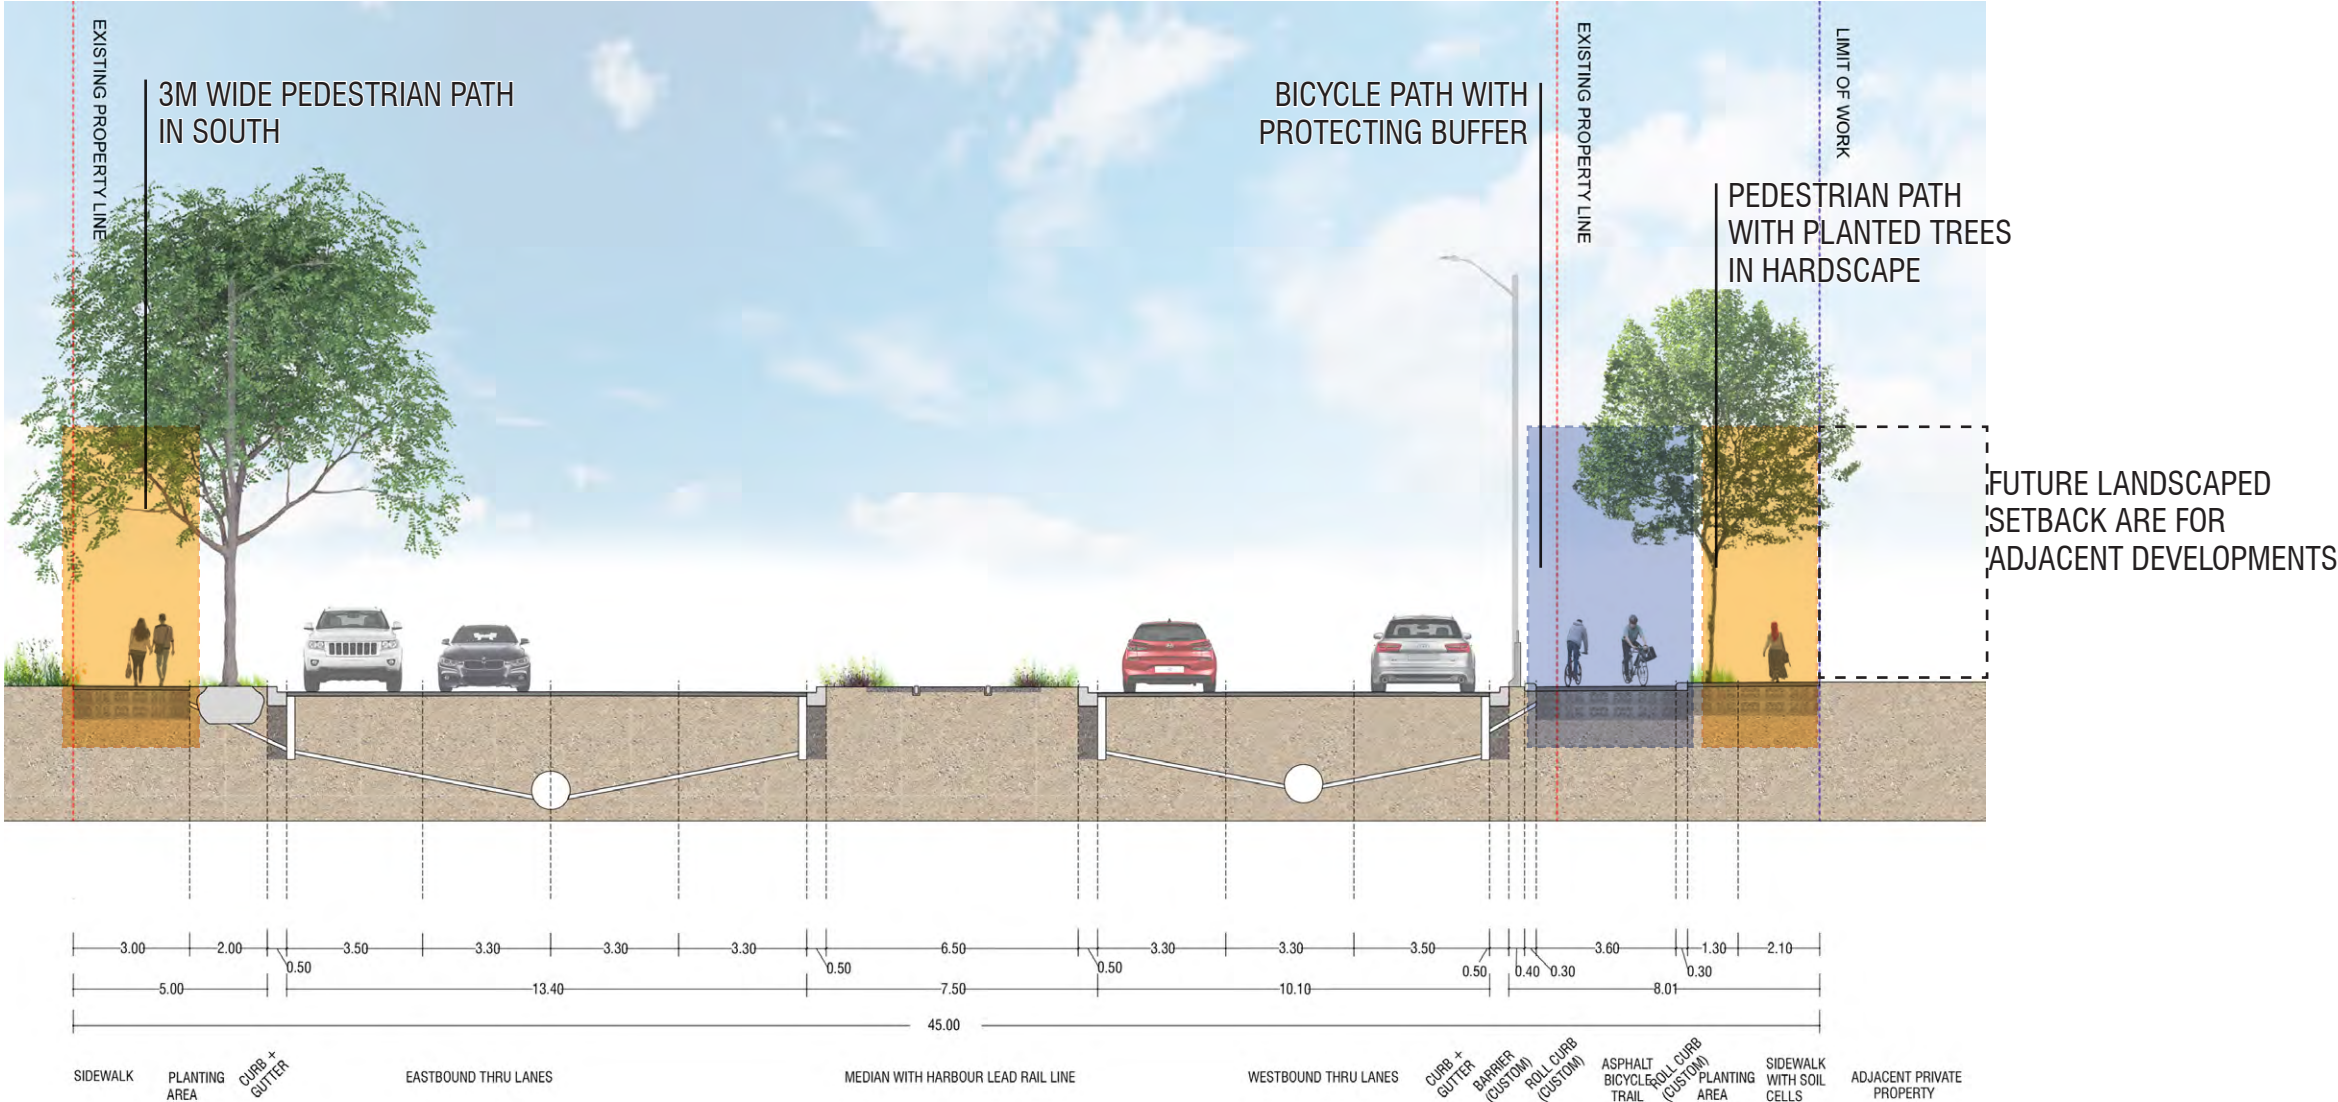 EXISTING PROPERTY LINE
3M WIDE PEDESTRIAN PATH
IN SOUTH
BICYCLE PATH WITH
PROTECTING BUFFER
EXISTING PROPERTY LINE
LIMIT OF WORK
PEDESTRIAN PATH
WITH PLANTED TREES
IN HARDSCAPE
FUTURE LANDSCAPED
SETBACK ARE FOR
ADJACENT DEVELOPMENTS
3.00 2.00 3.50 3.30 3.30 3.30 6.50 3.30 3.30 3.50 3.60 1.30 2.10
0.50 0.50 0.50 0.50 0.40 0.30 0.30
5.00 13.40 7.50 10.10 8.01
45.00
SIDEWALK
PLANTING
AREA
CURB +
GUTTER
EASTBOUND THRU LANES
MEDIAN WITH HARBOUR LEAD RAIL LINE
WESTBOUND THRU LANES
CURB +
GUTTER
BARRIER
(CUSTOM)
ROLL CURB
(CUSTOM)
ASPHALT
BICYCLE
TRAIL
ROLL CURB
(CUSTOM)
PLANTING
AREA
SIDEWALK
WITH SOIL
CELLS
ADJACENT PRIVATE
PROPERTY